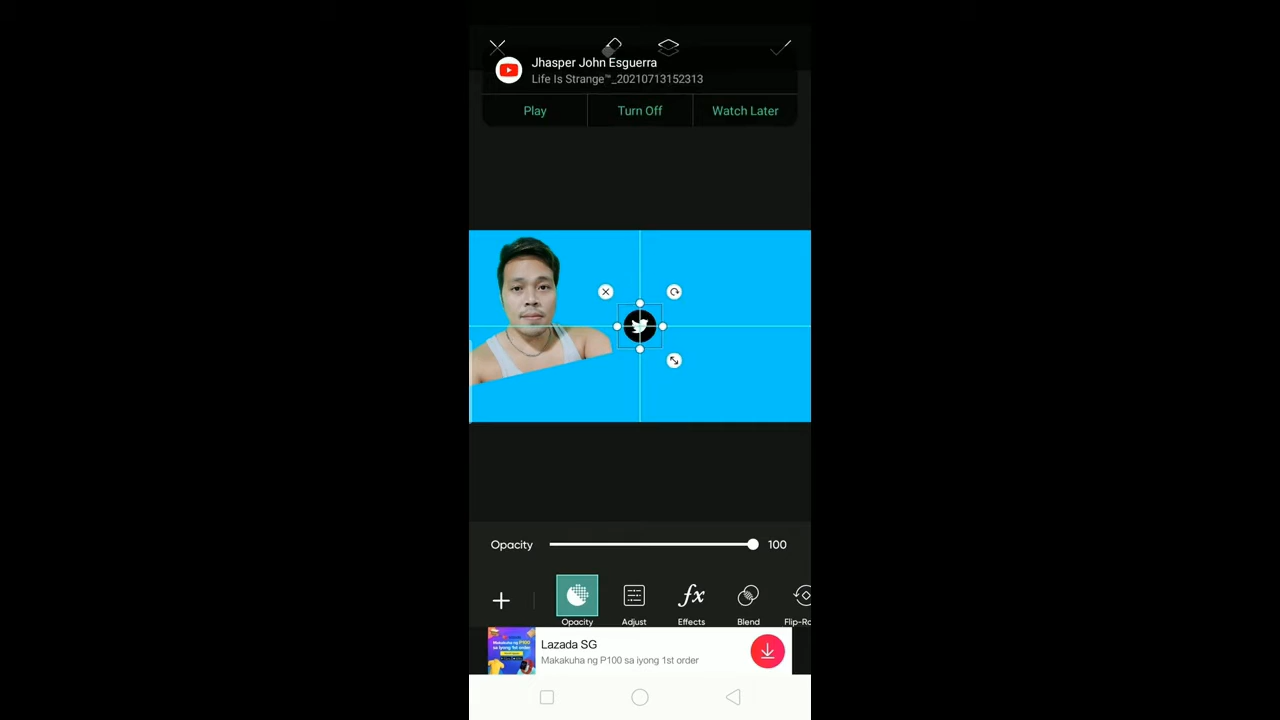 Jhasper John Esguerra
Life Is Strange™_20210713152313
Play Turn Off Watch Later
Opacity 100
Opacity Adjust Effects Blend Flip-Ro
Lazada SG
Makakuha ng P100 sa iyong 1st order